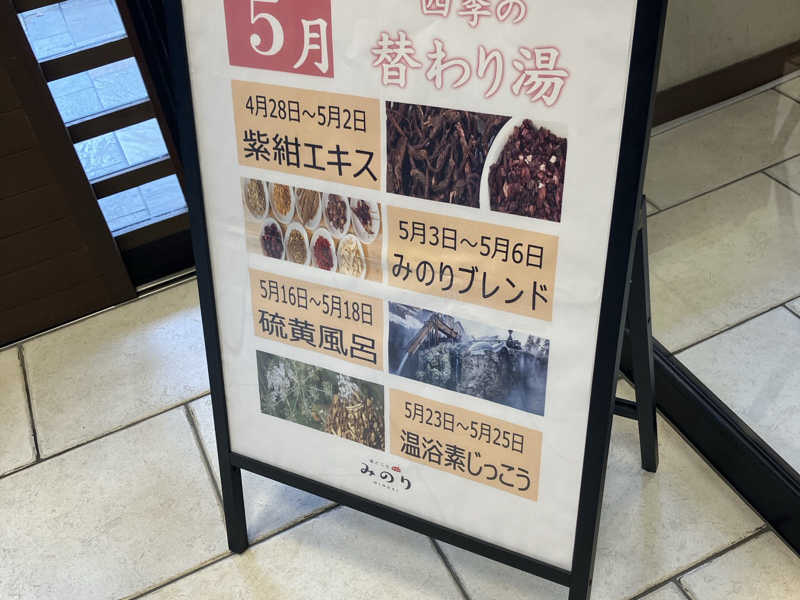 5月
四季の
替わり湯
4月28日～5月2日
紫紺エキス
5月3日～5月6日
みのりブレンド
5月16日～5月18日
硫黄風呂
5月23日～5月25日
温浴素じっこう
みのり
MINORI